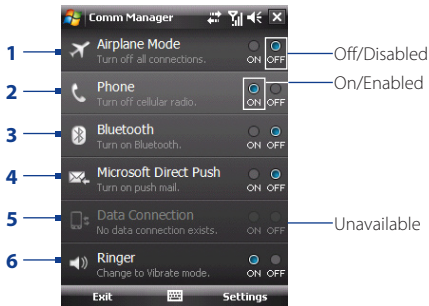 Comm Manager
1
Airplane Mode
Turn off all connections.
ON OFF
Off/Disabled
2
Phone
Turn off cellular radio.
ON OFF
On/Enabled
3
Bluetooth
Turn on Bluetooth.
ON OFF
4
Microsoft Direct Push
Turn on push mail.
ON OFF
5
Data Connection
No data connection exists.
ON OFF
Unavailable
6
Ringer
Change to Vibrate mode.
ON OFF
Exit
Settings